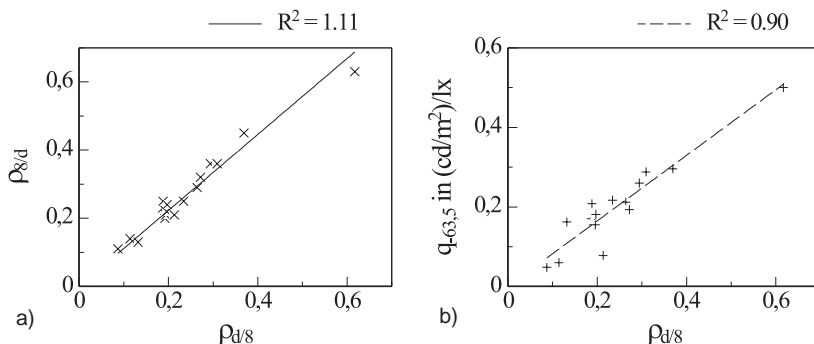 R² = 1.11
0,6
0,4
0,2
0
ρ8/d
0
0,2
0,4
0,6
a)
ρd/8
R² = 0.90
0,6
0,4
0,2
0
q-63,5 in (cd/m²)/lx
0
0,2
0,4
0,6
b)
ρd/8